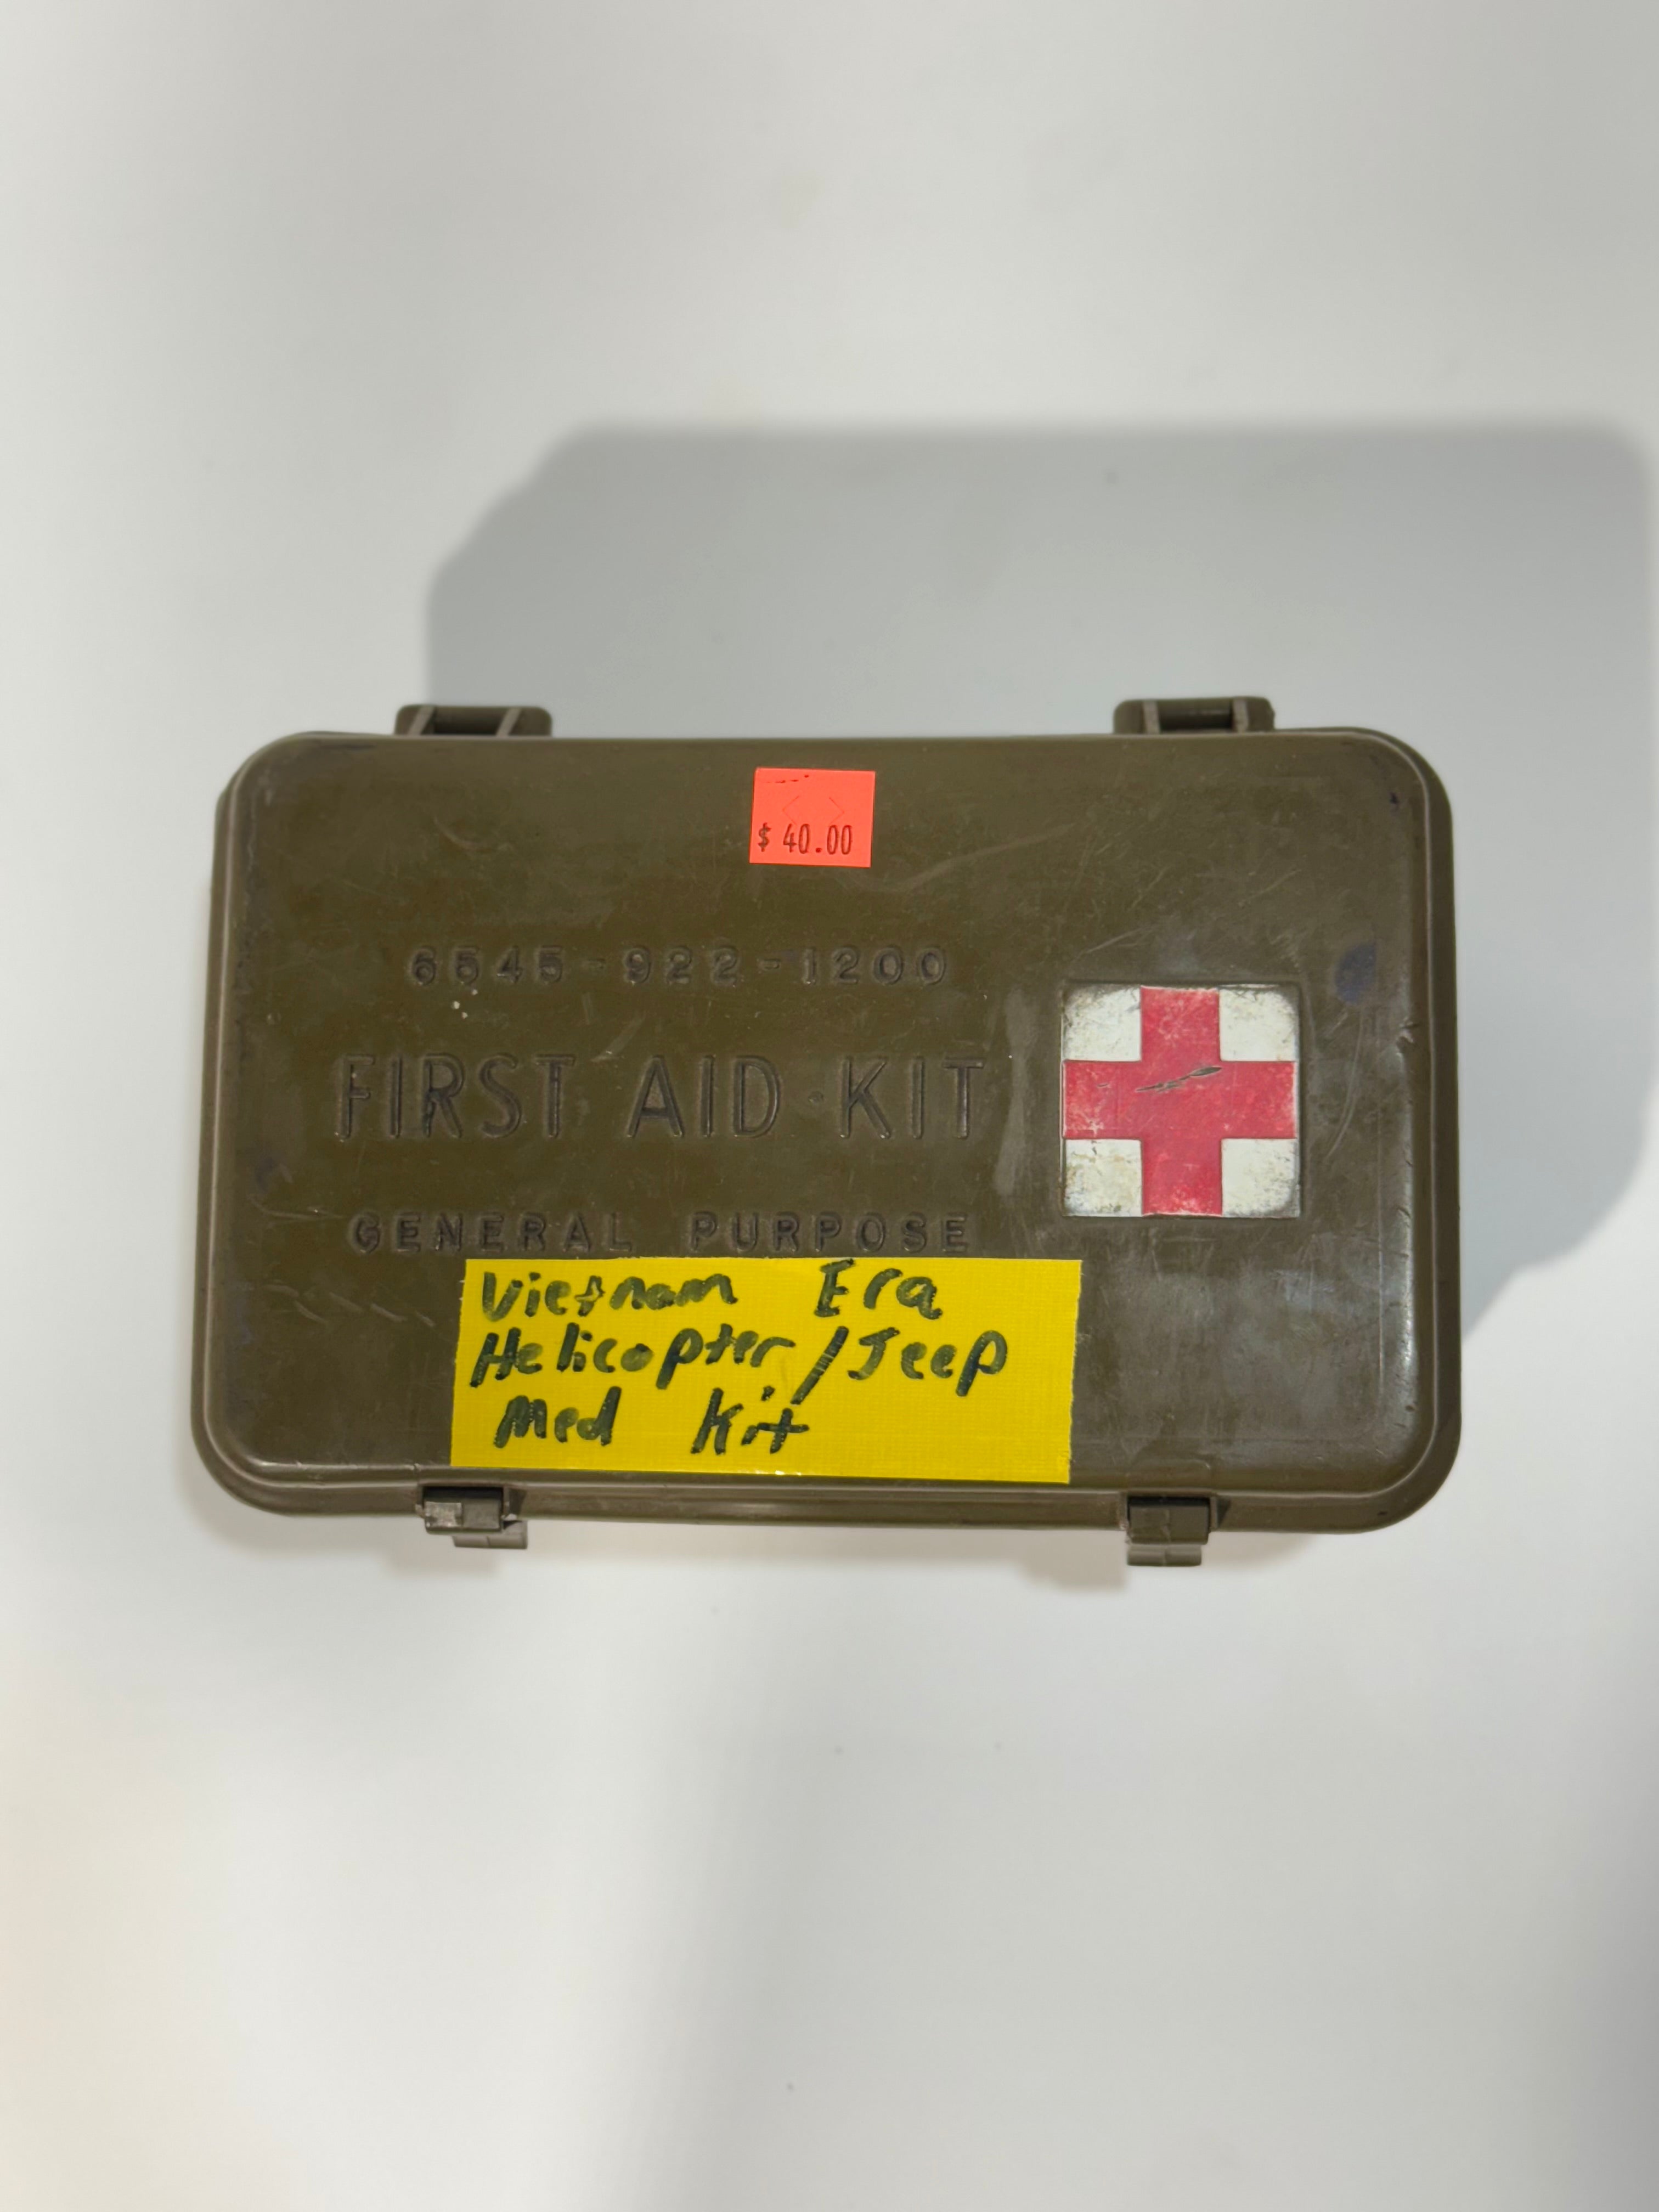 $ 40.00
6545-922-1200
FIRST AID KIT
GENERAL PURPOSE
Vietnam Era
Helicopter/Jeep
Med Kit